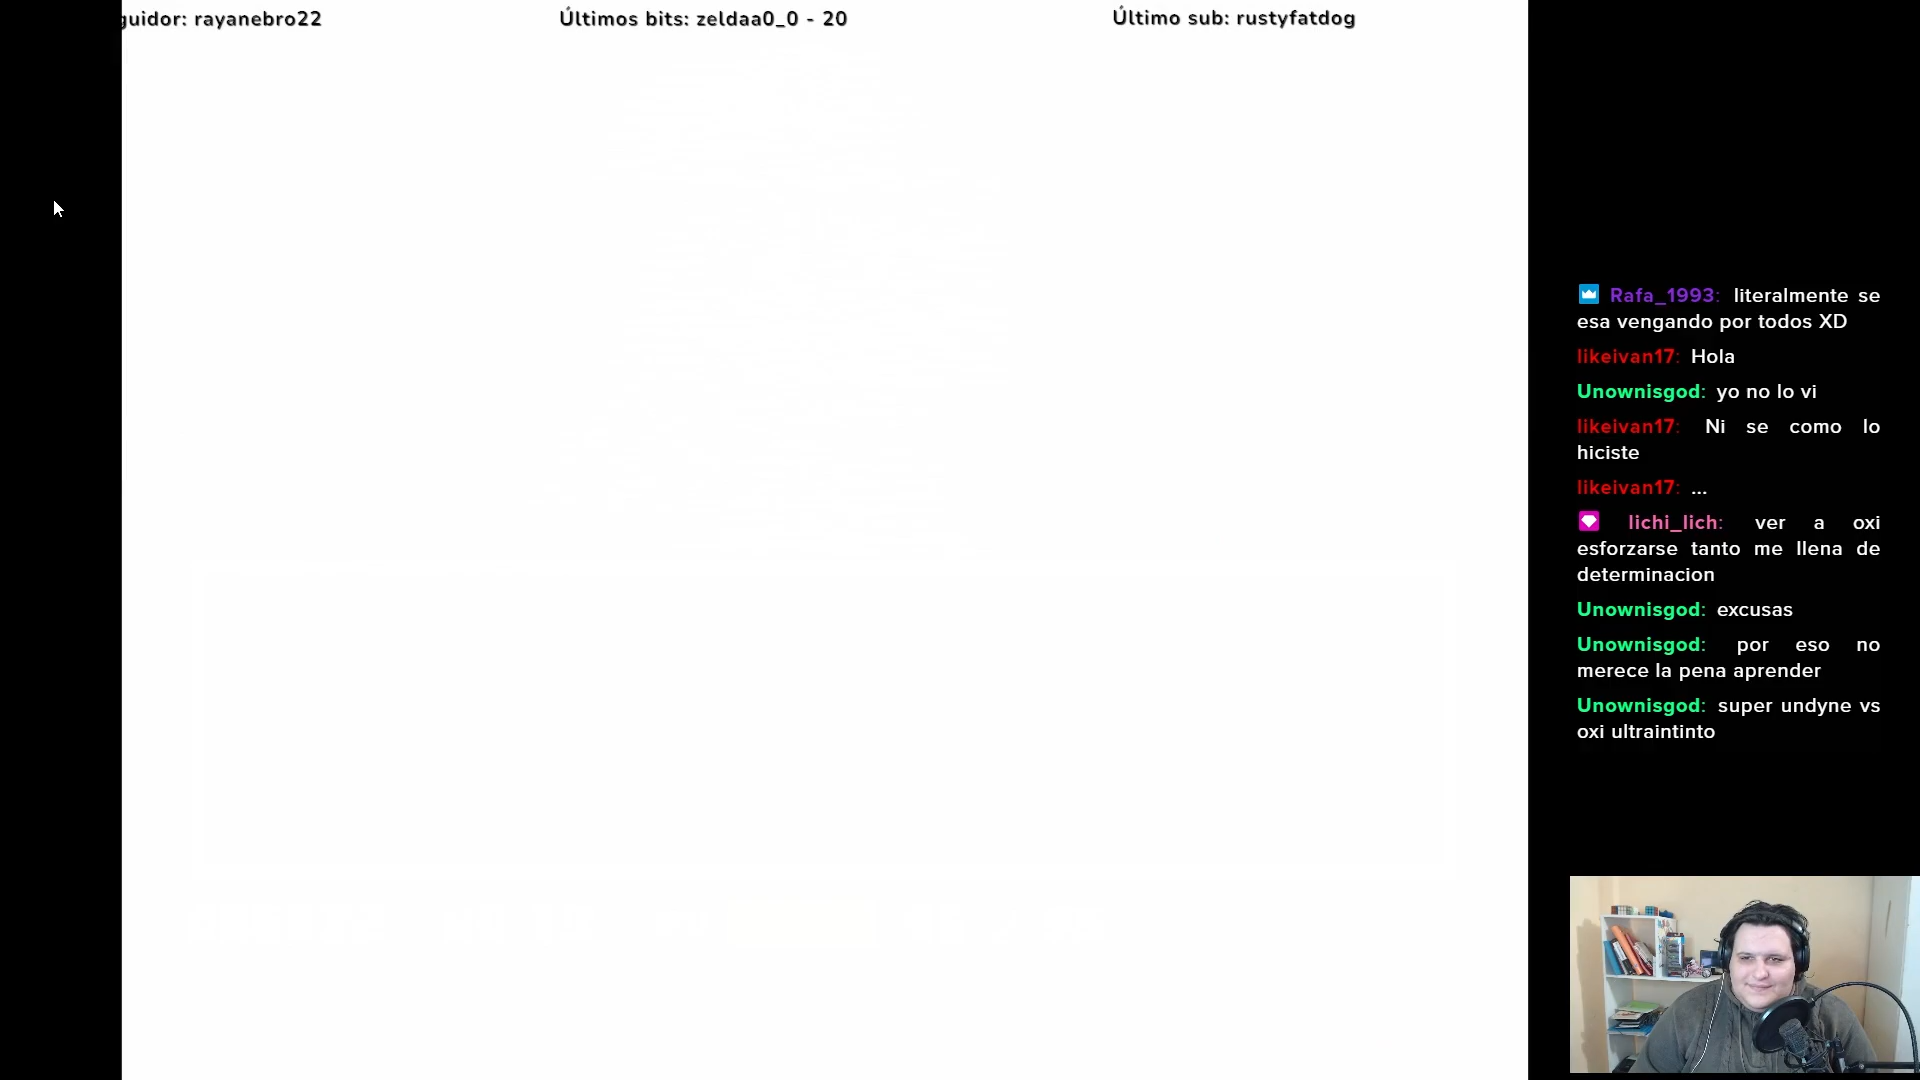 guidor: rayanebro22
Últimos bits: zeldaa0_0 - 20
Último sub: rustyfatdog
Rafa_1993: literalmente se
esa vengando por todos XD
likeivan17: Hola
Unownisgod: yo no lo vi
likeivan17: Ni se como lo
hiciste
likeivan17: ...
lichi_lich: ver a oxi
esforzarse tanto me llena de
determinacion
Unownisgod: excusas
Unownisgod: por eso no
merece la pena aprender
Unownisgod: super undyne vs
oxi ultraintinto